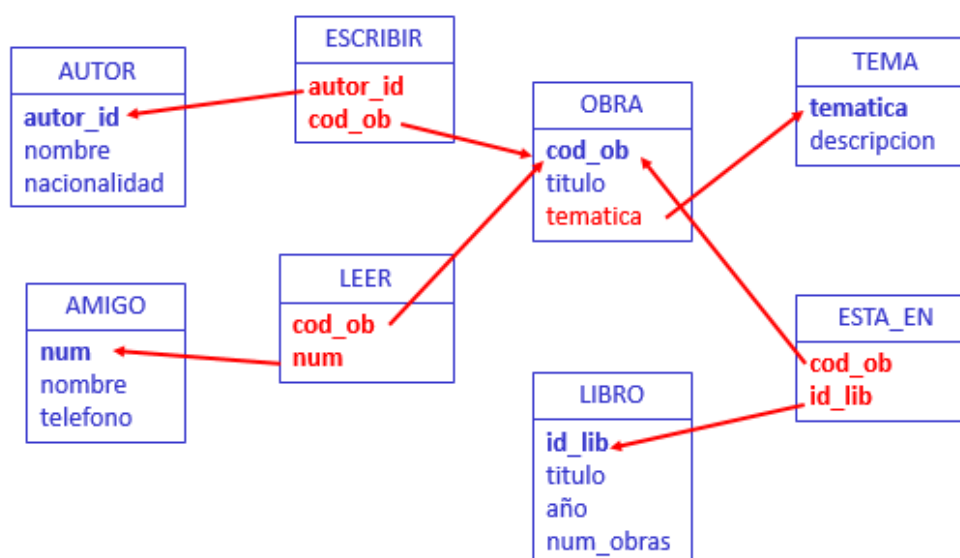 AUTOR
autor_id
nombre
nacionalidad
ESCRIBIR
autor_id
cod_ob
OBRA
cod_ob
titulo
tematica
TEMA
tematica
descripcion
AMIGO
num
nombre
telefono
LEER
cod_ob
num
LIBRO
id_lib
titulo
año
num_obras
ESTA_EN
cod_ob
id_lib